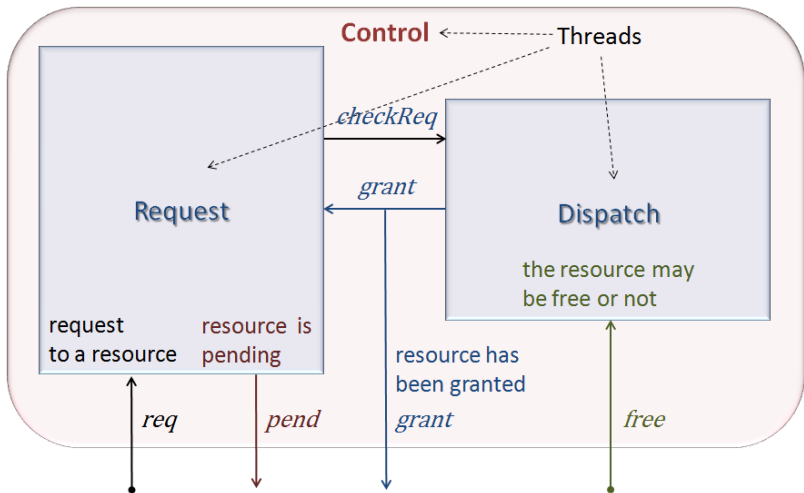 Control
Threads
checkReq
grant
Request
Dispatch
the resource may
be free or not
request
to a resource
resource is
pending
resource has
been granted
req
pend
grant
free